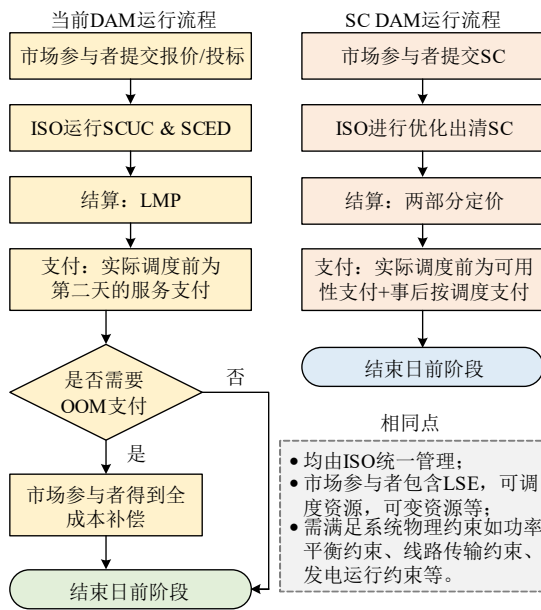 当前DAM运行流程
市场参与者提交报价/投标
ISO运行SCUC & SCED
结算：LMP
支付：实际调度前为
第二天的服务支付
是否需要
OOM支付
否
是
市场参与者得到全
成本补偿
结束日前阶段
SC DAM运行流程
市场参与者提交SC
ISO进行优化出清SC
结算：两部分定价
支付：实际调度前为可用
性支付+事后按调度支付
结束日前阶段
相同点
● 均由ISO统一管理；
● 市场参与者包含LSE，可调
度资源，可变资源等；
● 需满足系统物理约束如功率
平衡约束、线路传输约束、
发电运行约束等。